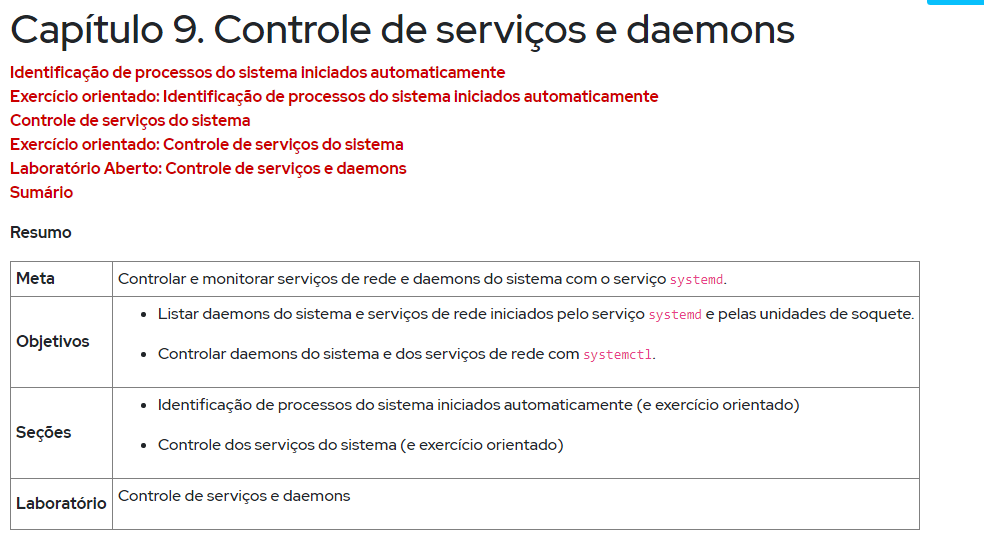 Capítulo 9. Controle de serviços e daemons
Identificação de processos do sistema iniciados automaticamente
Exercício orientado: Identificação de processos do sistema iniciados automaticamente
Controle de serviços do sistema
Exercício orientado: Controle de serviços do sistema
Laboratório Aberto: Controle de serviços e daemons
Sumário
Resumo
Meta
Controlar e monitorar serviços de rede e daemons do sistema com o serviço systemd.
Objetivos
• Listar daemons do sistema e serviços de rede iniciados pelo serviço systemd e pelas unidades de soquete.
• Controlar daemons do sistema e dos serviços de rede com systemctl.
Seções
• Identificação de processos do sistema iniciados automaticamente (e exercício orientado)
• Controle dos serviços do sistema (e exercício orientado)
Laboratório
Controle de serviços e daemons